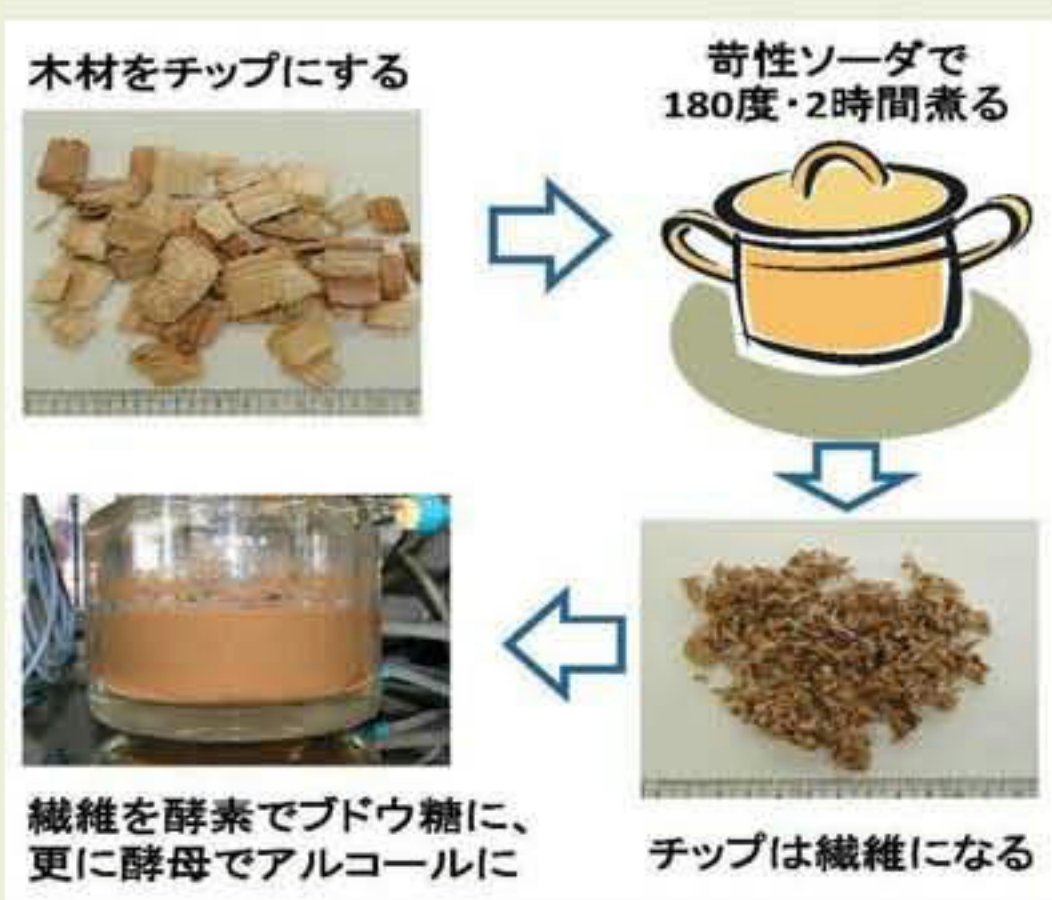 木材をチップにする
苛性ソーダで
180度・2時間煮る
チップは繊維になる
繊維を酵素でブドウ糖に、
更に酵母でアルコールに